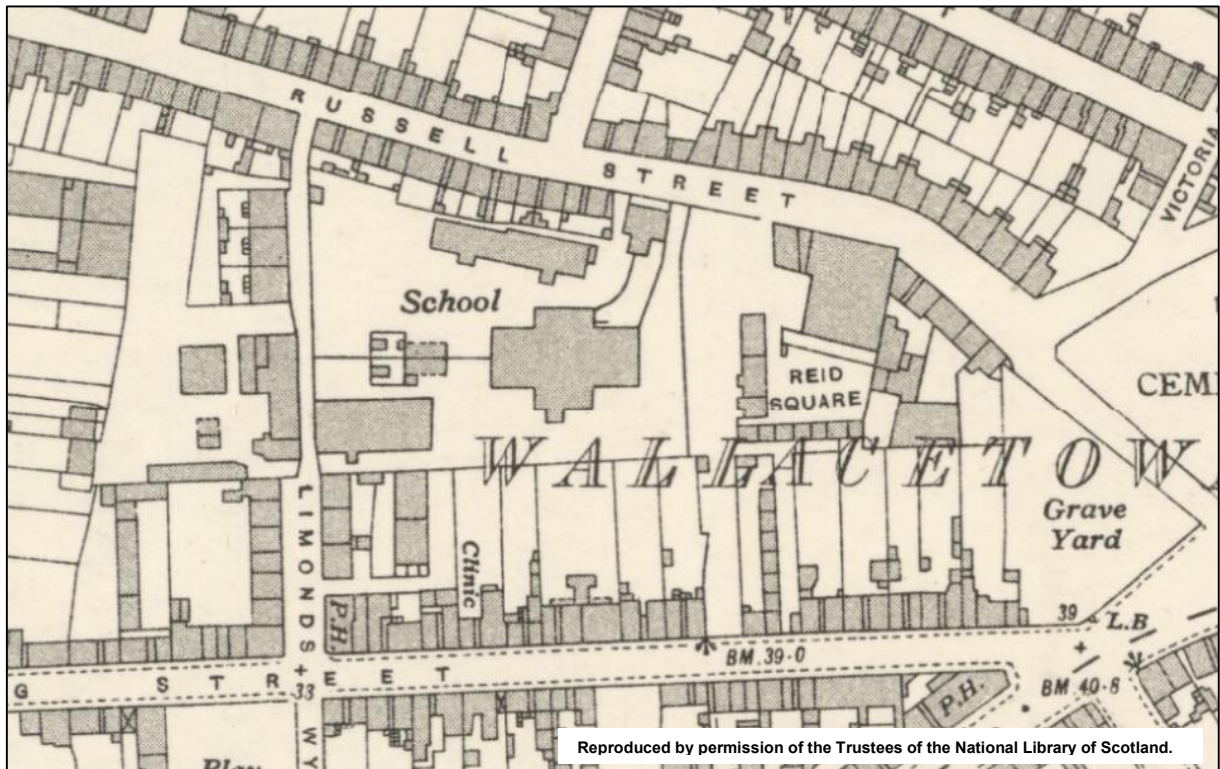 RUSSELL STREET
VICTORIA
School
REID
SQUARE
CEM
WALLACETOW
Grave
Yard
LIMONDS
Clinic
P.H.
39
L.B
BM 39·0
G STREET
33
BM 40·8
P.H.
WY
Play
Reproduced by permission of the Trustees of the National Library of Scotland.